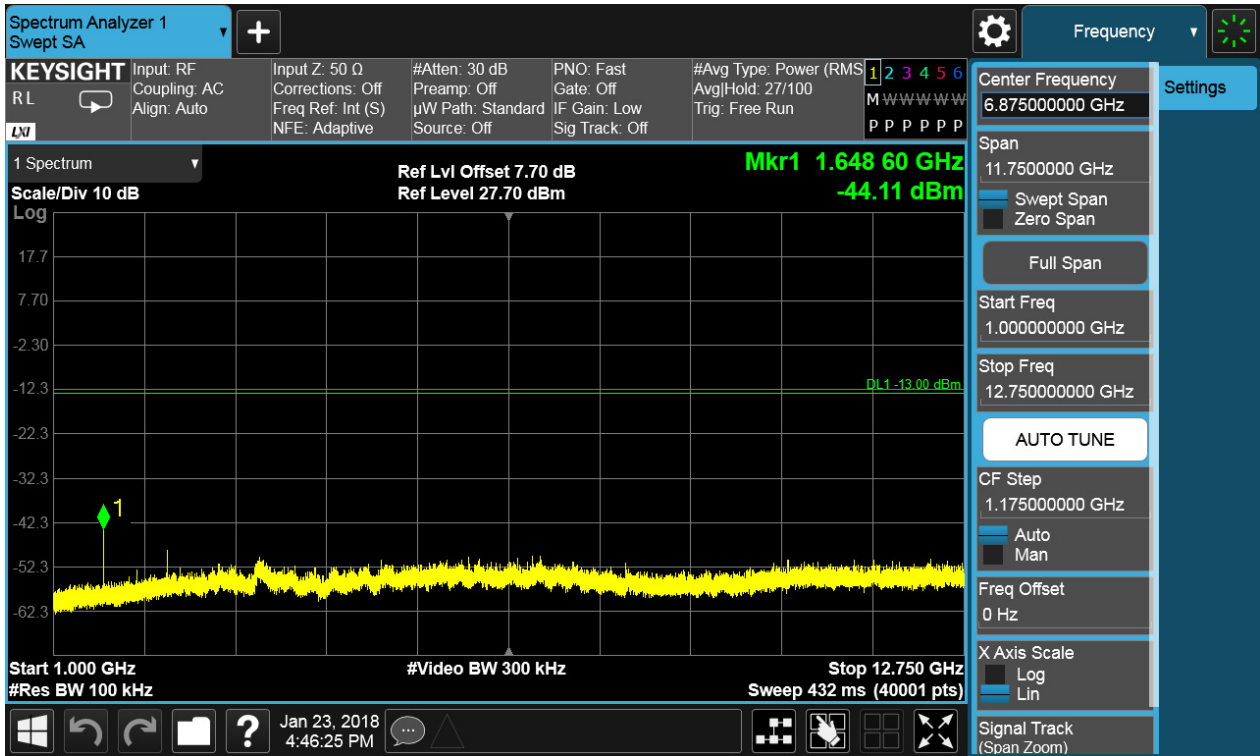 Spectrum Analyzer 1
Swept SA
+
Frequency
KEYSIGHT
R L
LXI
Input: RF
Coupling: AC
Align: Auto
Input Z: 50 Ω
Corrections: Off
Freq Ref: Int (S)
NFE: Adaptive
#Atten: 30 dB
Preamp: Off
µW Path: Standard
Source: Off
PNO: Fast
Gate: Off
IF Gain: Low
Sig Track: Off
#Avg Type: Power (RMS
Avg|Hold: 27/100
Trig: Free Run
1 2 3 4 5 6
M W W W W W
P P P P P P
1 Spectrum
Scale/Div 10 dB
Log
Ref Lvl Offset 7.70 dB
Ref Level 27.70 dBm
Mkr1 1.648 60 GHz
-44.11 dBm
17.7
7.70
-2.30
-12.3
-22.3
-32.3
-42.3
-52.3
-62.3
DL1 -13.00 dBm
1
Start 1.000 GHz
#Res BW 100 kHz
#Video BW 300 kHz
Stop 12.750 GHz
Sweep 432 ms (40001 pts)
Center Frequency
6.875000000 GHz
Span
11.7500000 GHz
Swept Span
Zero Span
Full Span
Start Freq
1.000000000 GHz
Stop Freq
12.750000000 GHz
AUTO TUNE
CF Step
1.175000000 GHz
Auto
Man
Freq Offset
0 Hz
X Axis Scale
Log
Lin
Signal Track
(Span Zoom)
Settings
?
Jan 23, 2018
4:46:25 PM